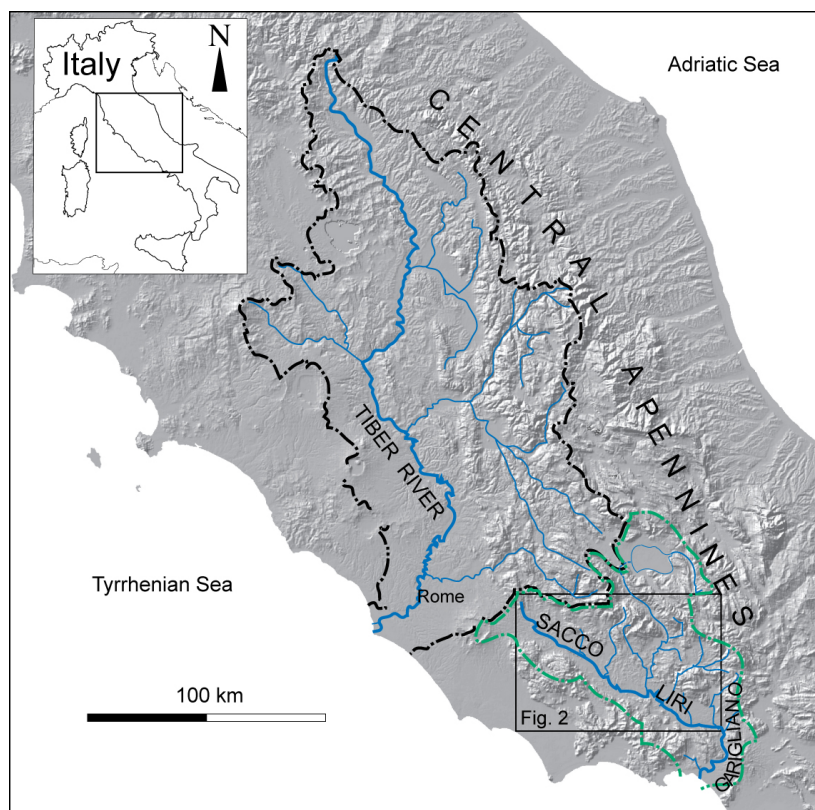 Italy
N
Adriatic Sea
CENTRAL APENNINES
TIBER RIVER
Tyrrhenian Sea
Rome
SACCO
LIRI
GARIGLIANO
100 km
Fig. 2